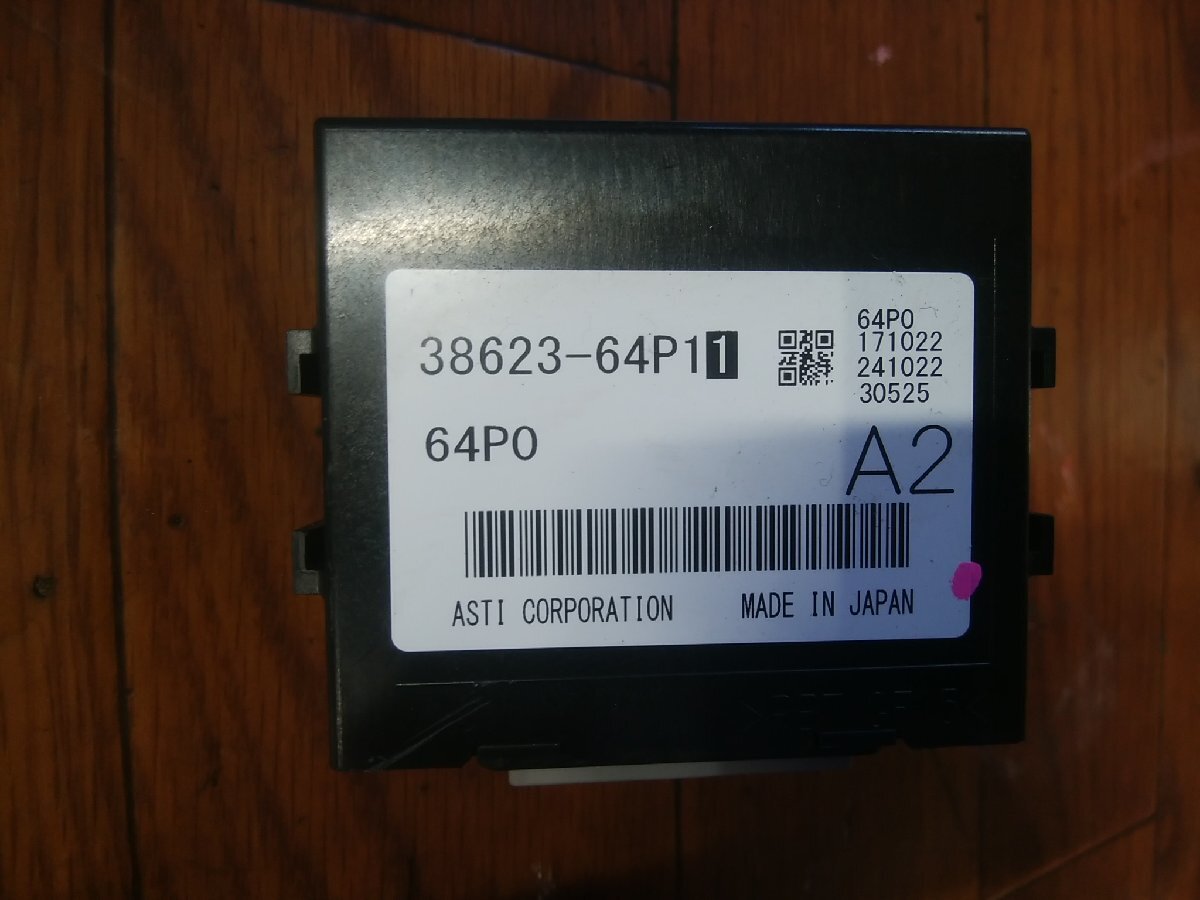 38623-64P11
64P0
171022
241022
30525
64P0
A2
ASTI CORPORATION MADE IN JAPAN